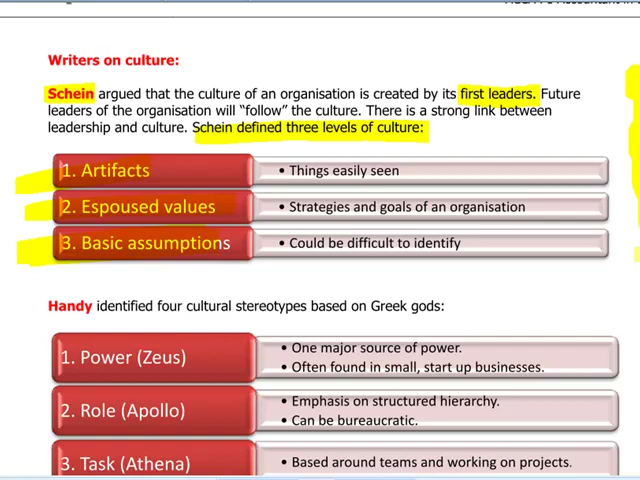 Writers on culture:
Schein argued that the culture of an organisation is created by its first leaders. Future
leaders of the organisation will “follow” the culture. There is a strong link between
leadership and culture. Schein defined three levels of culture:
1. Artifacts
• Things easily seen
2. Espoused values
• Strategies and goals of an organisation
3. Basic assumptions
• Could be difficult to identify
Handy identified four cultural stereotypes based on Greek gods:
1. Power (Zeus)
• One major source of power.
• Often found in small, start up businesses.
2. Role (Apollo)
• Emphasis on structured hierarchy.
• Can be bureaucratic.
3. Task (Athena)
• Based around teams and working on projects.